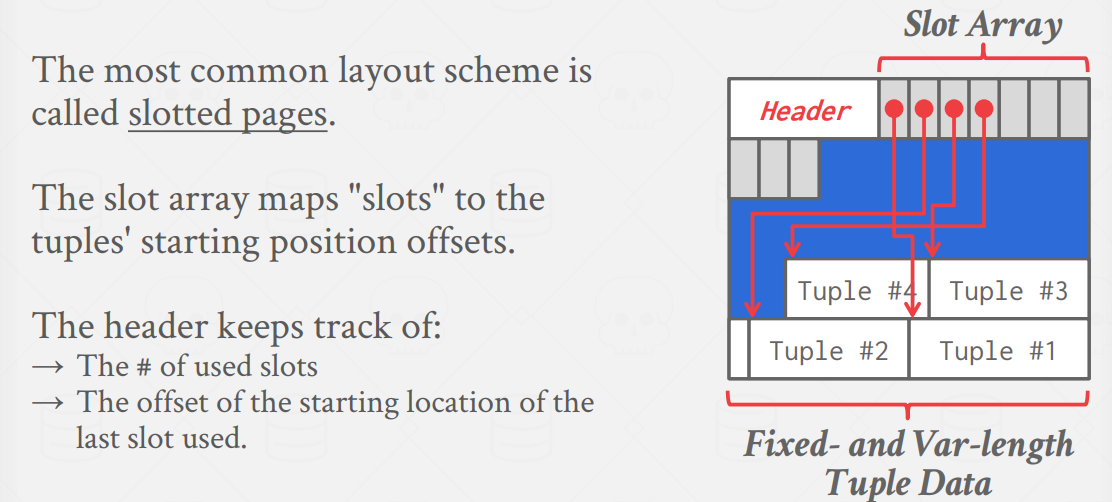 The most common layout scheme is
called slotted pages.
The slot array maps "slots" to the
tuples' starting position offsets.
The header keeps track of:
→ The # of used slots
→ The offset of the starting location of the
last slot used.
Slot Array
Header
Tuple #4 Tuple #3
Tuple #2 Tuple #1
Fixed- and Var-length
Tuple Data